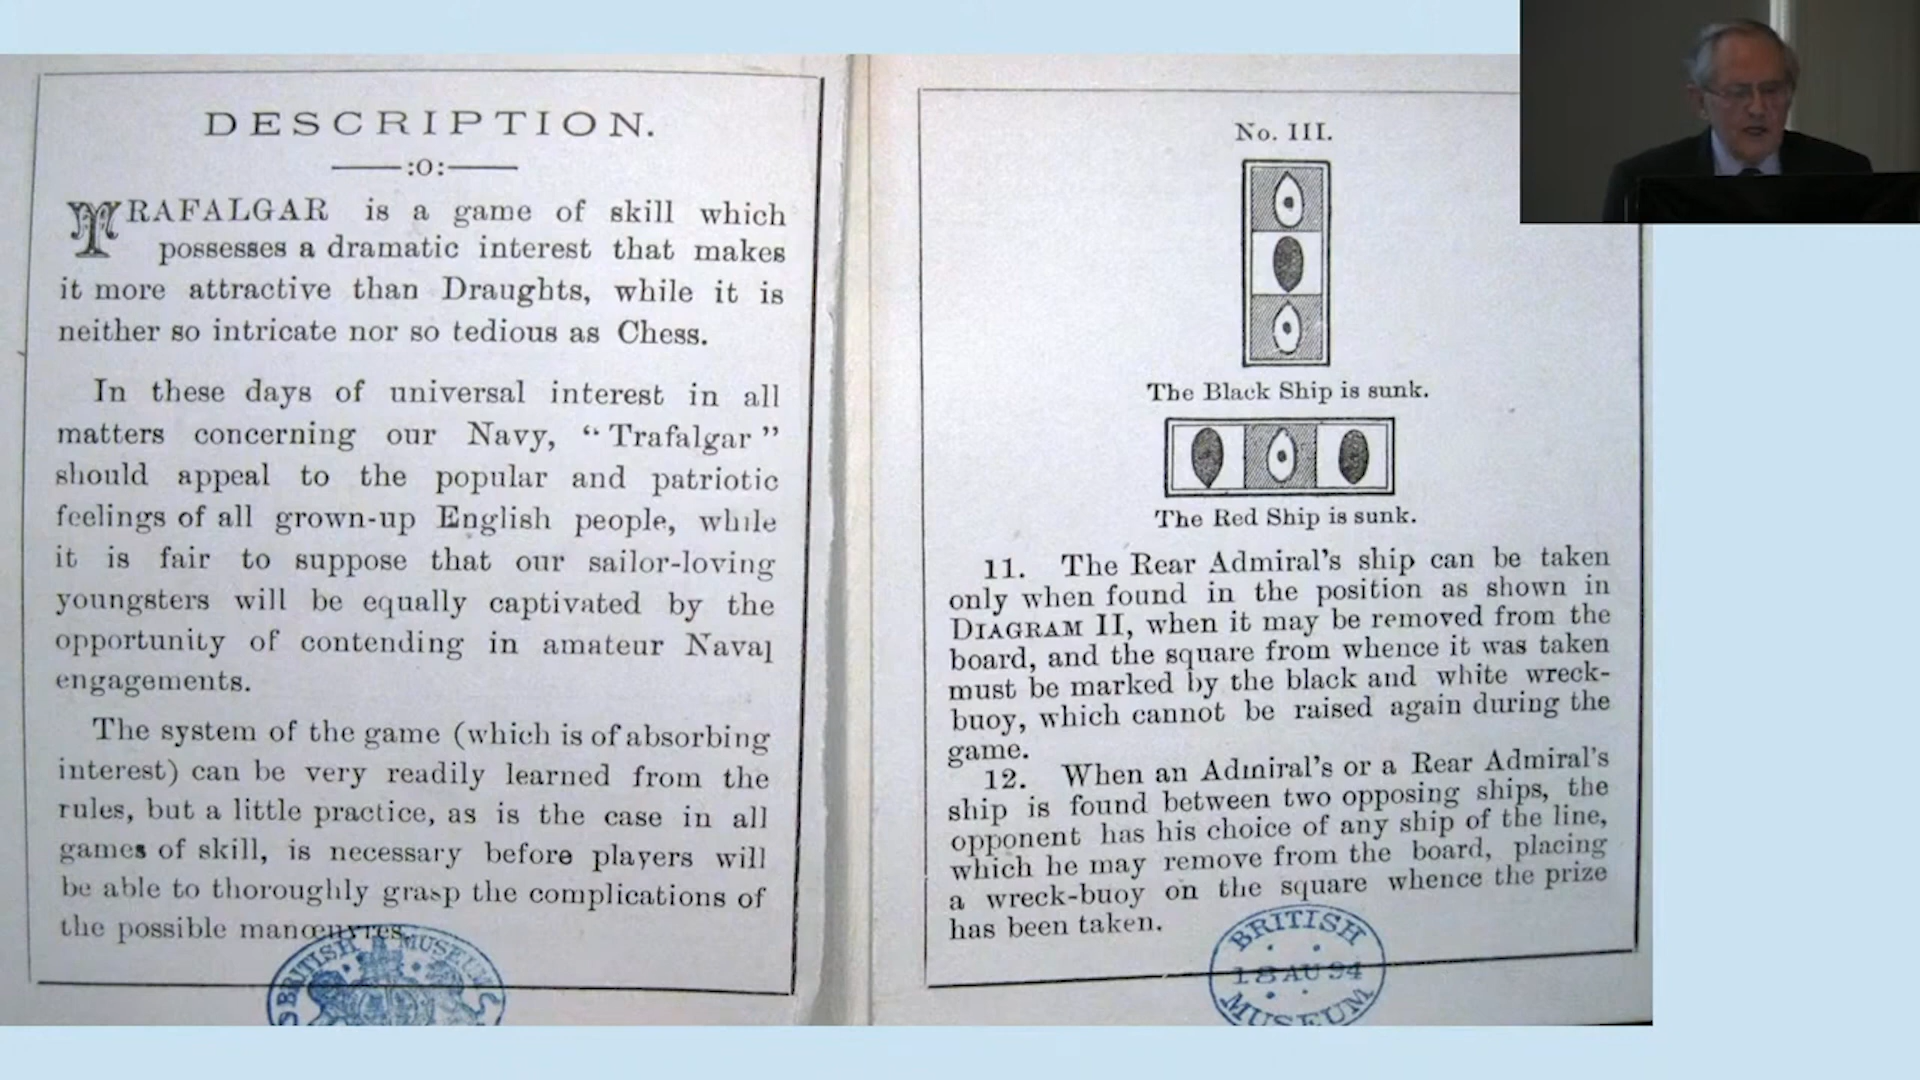 DESCRIPTION.
:o:
TRAFALGAR is a game of skill which
possesses a dramatic interest that makes
it more attractive than Draughts, while it is
neither so intricate nor so tedious as Chess.
In these days of universal interest in all
matters concerning our Navy, “Trafalgar”
should appeal to the popular and patriotic
feelings of all grown-up English people, while
it is fair to suppose that our sailor-loving
youngsters will be equally captivated by the
opportunity of contending in amateur Naval
engagements.
The system of the game (which is of absorbing
interest) can be very readily learned from the
rules, but a little practice, as is the case in all
games of skill, is necessary before players will
be able to thoroughly grasp the complications of
the possible manœuvres.
BRITISH MUSEUM
No. III.
The Black Ship is sunk.
The Red Ship is sunk.
11. The Rear Admiral’s ship can be taken
only when found in the position as shown in
DIAGRAM II, when it may be removed from the
board, and the square from whence it was taken
must be marked by the black and white wreck-
buoy, which cannot be raised again during the
game.
12. When an Admiral’s or a Rear Admiral’s
ship is found between two opposing ships, the
opponent has his choice of any ship of the line,
which he may remove from the board, placing
a wreck-buoy on the square whence the prize
has been taken.
BRITISH
18 AU 94
MUSEUM